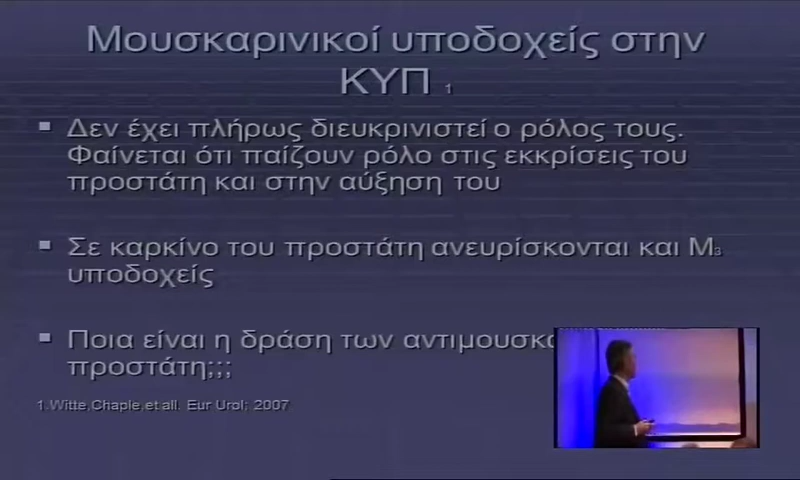 Μουσκαρινικοί υποδοχείς στην
ΚΥΠ 1
Δεν έχει πλήρως διευκρινιστεί ο ρόλος τους.
Φαίνεται ότι παίζουν ρόλο στις εκκρίσεις του
προστάτη και στην αύξηση του
Σε καρκίνο του προστάτη ανευρίσκονται και Μ3
υποδοχείς
Ποια είναι η δράση των
προστάτη;;;
1.Witte,Chaple,et all. Eur Urol; 2007